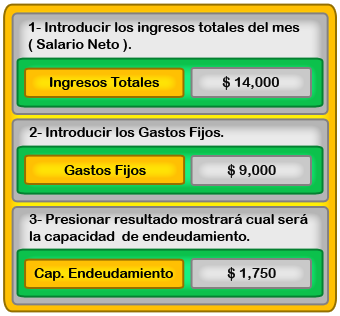 1- Introducir los ingresos totales del mes
( Salario Neto ).
Ingresos Totales
$ 14,000
2- Introducir los Gastos Fijos.
Gastos Fijos
$ 9,000
3- Presionar resultado mostrará cual será
la capacidad de endeudamiento.
Cap. Endeudamiento
$ 1,750